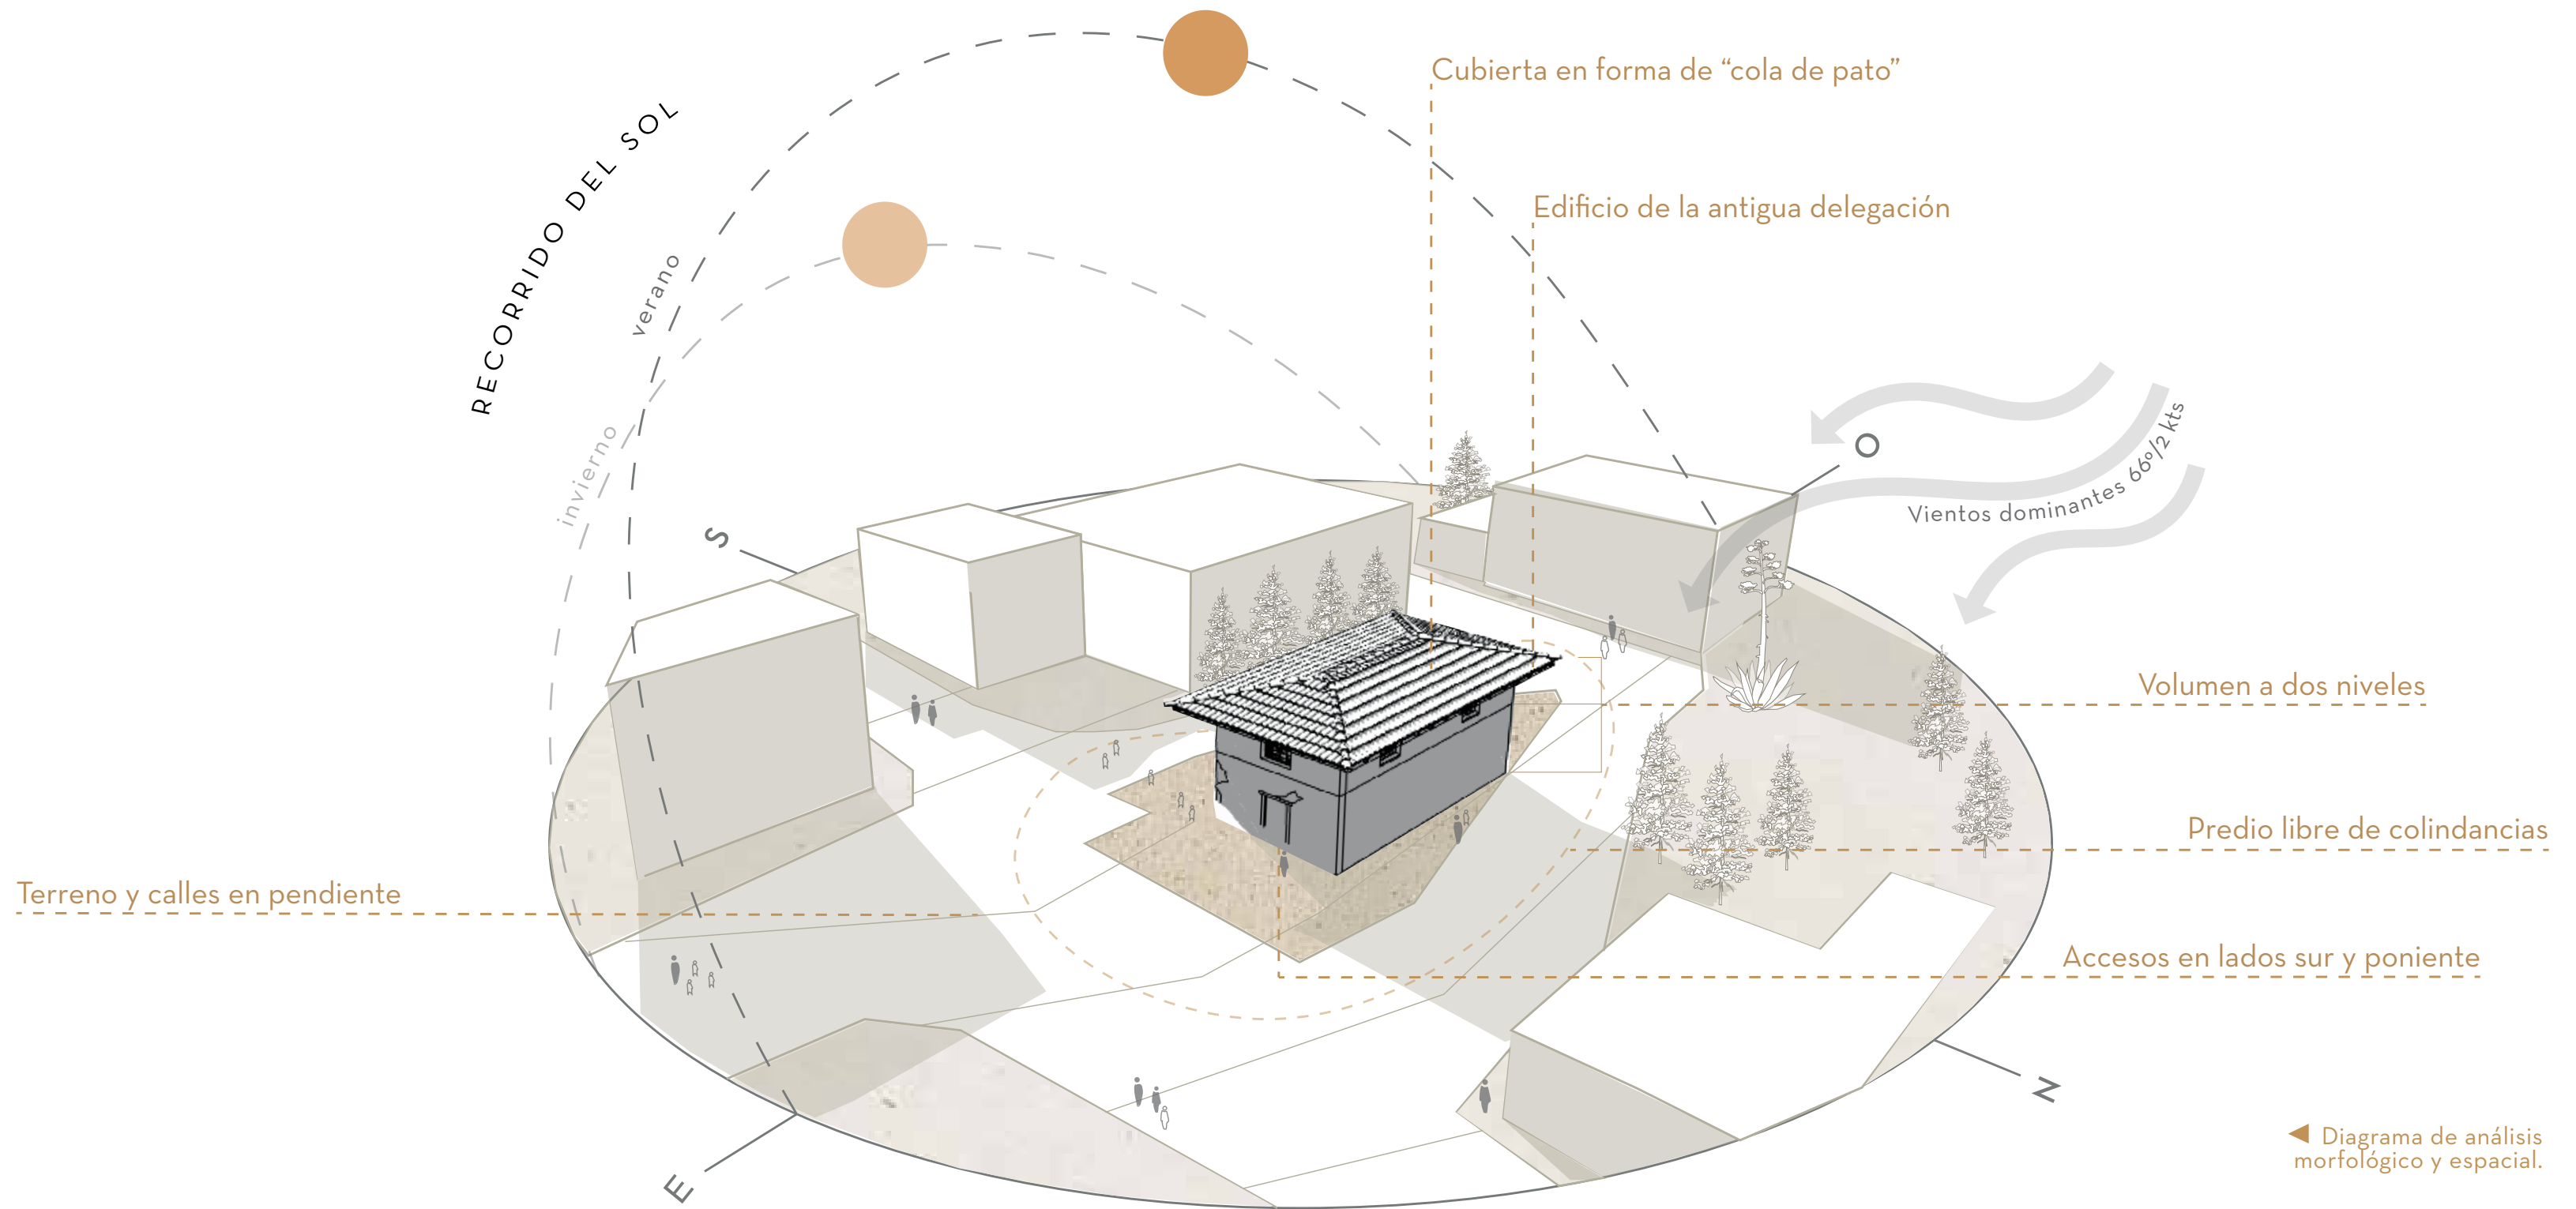 Cubierta en forma de “cola de pato”
RECORRIDO DEL SOL
Edificio de la antigua delegación
verano
invierno
O
Vientos dominantes 66º/2 kts
S
Volumen a dos niveles
Predio libre de colindancias
Terreno y calles en pendiente
Accesos en lados sur y poniente
N
E
Diagrama de análisis
morfológico y espacial.